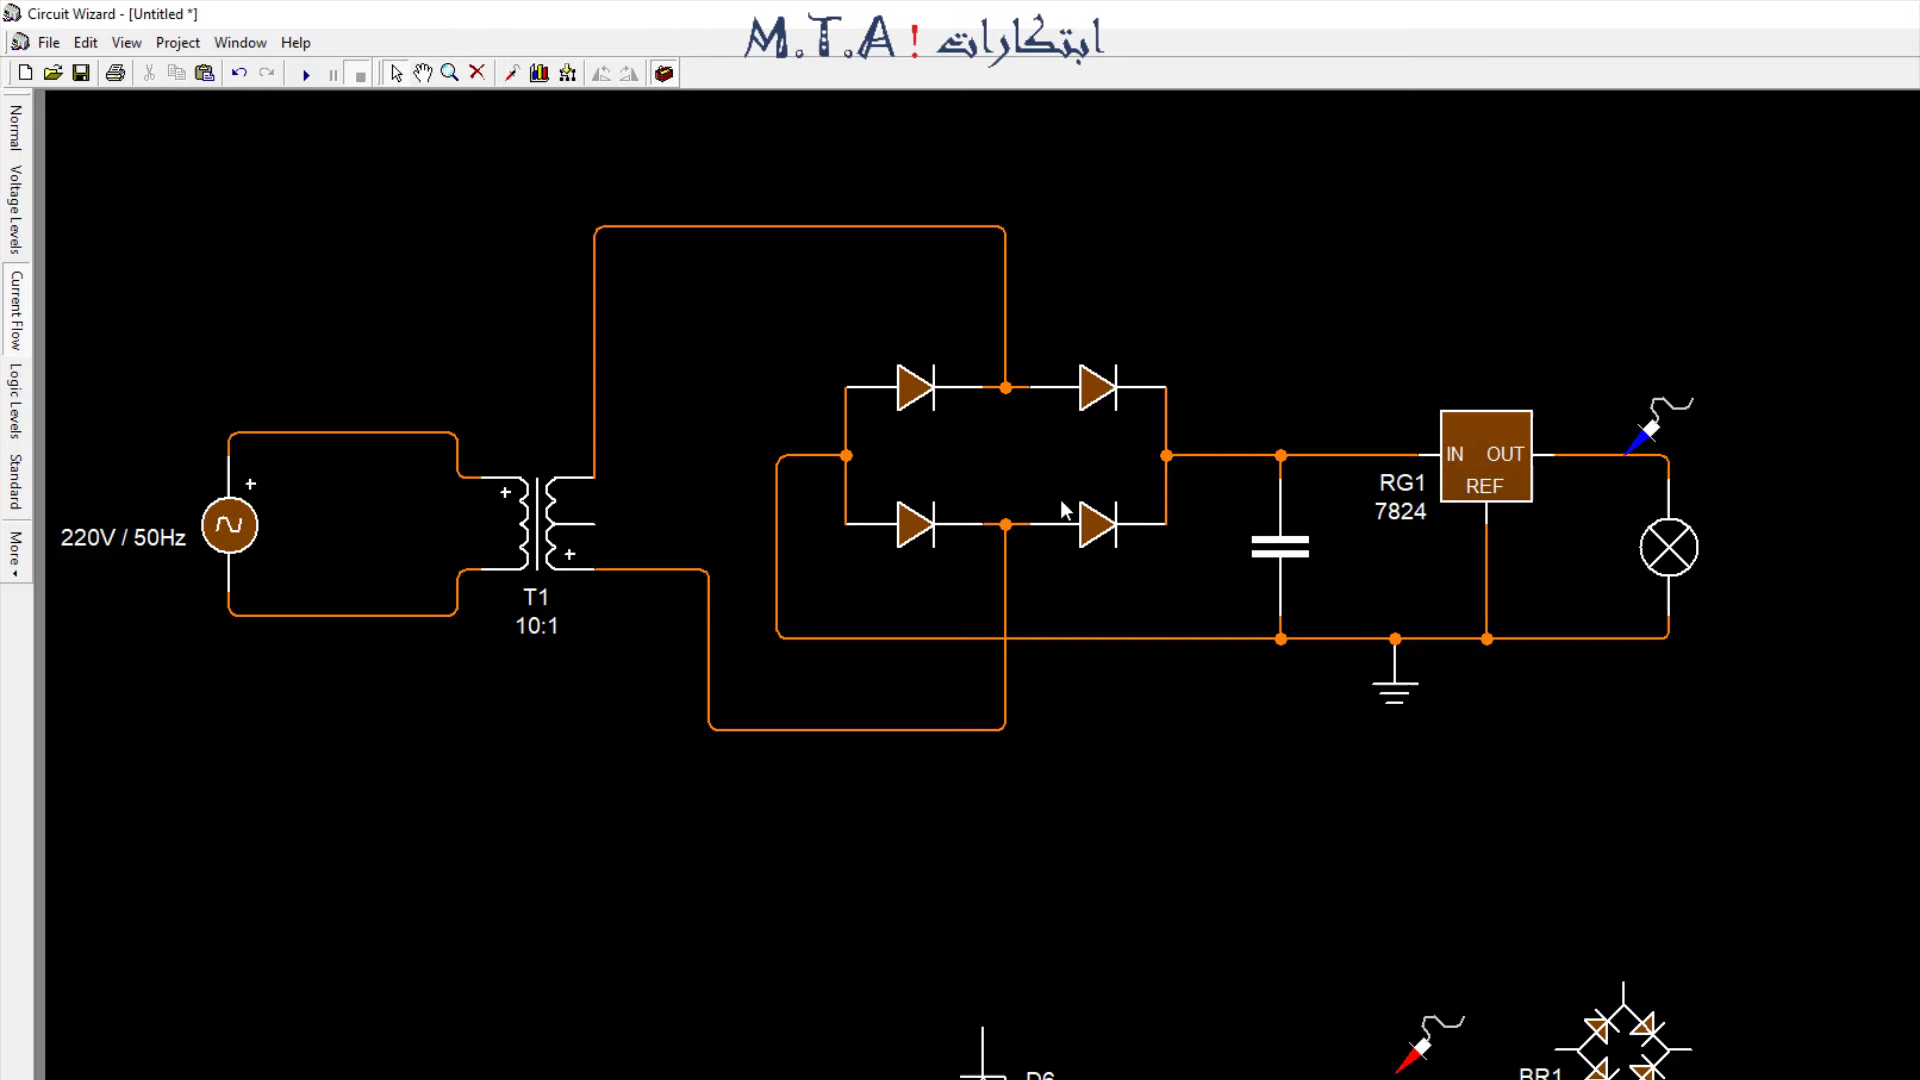 Circuit Wizard - [Untitled *]
M.T.A ! ابتكارات
File Edit View Project Window Help
Normal
Voltage Levels
Current Flow
Logic Levels
Standard
More
IN OUT
REF
RG1
7824
+
+
+
220V / 50Hz
T1
10:1
D6
BR1